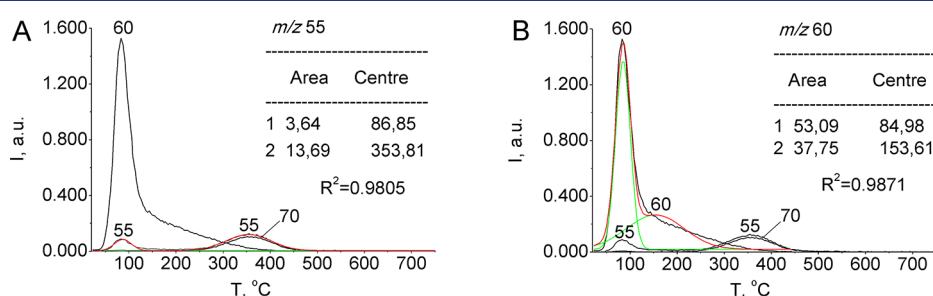 A
60
m/z 55
Area Centre
1 3,64 86,85
2 13,69 353,81
R²=0.9805
55
55
70
I, a.u.
1.600
1.200
0.800
0.400
0.000
100 200 300 400 500 600 700
T, °C
B
60
m/z 60
Area Centre
1 53,09 84,98
2 37,75 153,61
R²=0.9871
60
55
55
70
I, a.u.
1.600
1.200
0.800
0.400
0.000
100 200 300 400 500 600 700
T, °C